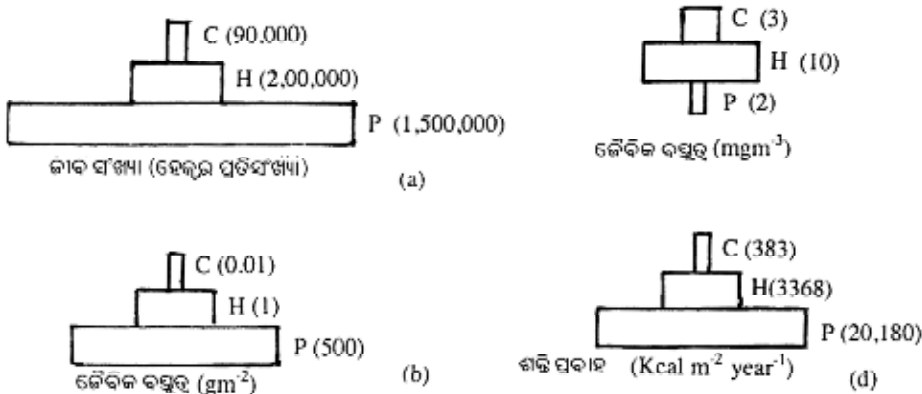 C (90,000)
H (2,00,000)
P (1,500,000)
ଜୀବ ସଂଖ୍ୟା (ହେକ୍ଟର ପ୍ରତିସଂଖ୍ୟା)
(a)
C (3)
H (10)
P (2)
ଜୈବିକ ବସ୍ତୁତ୍ୱ (mgm⁻³)
C (0.01)
H (1)
P (500)
ଜୈବିକ ବସ୍ତୁତ୍ୱ (gm⁻²)
(b)
C (383)
H(3368)
P (20,180)
ଶକ୍ତି ପ୍ରବାହ (Kcal m⁻² year⁻¹)
(d)